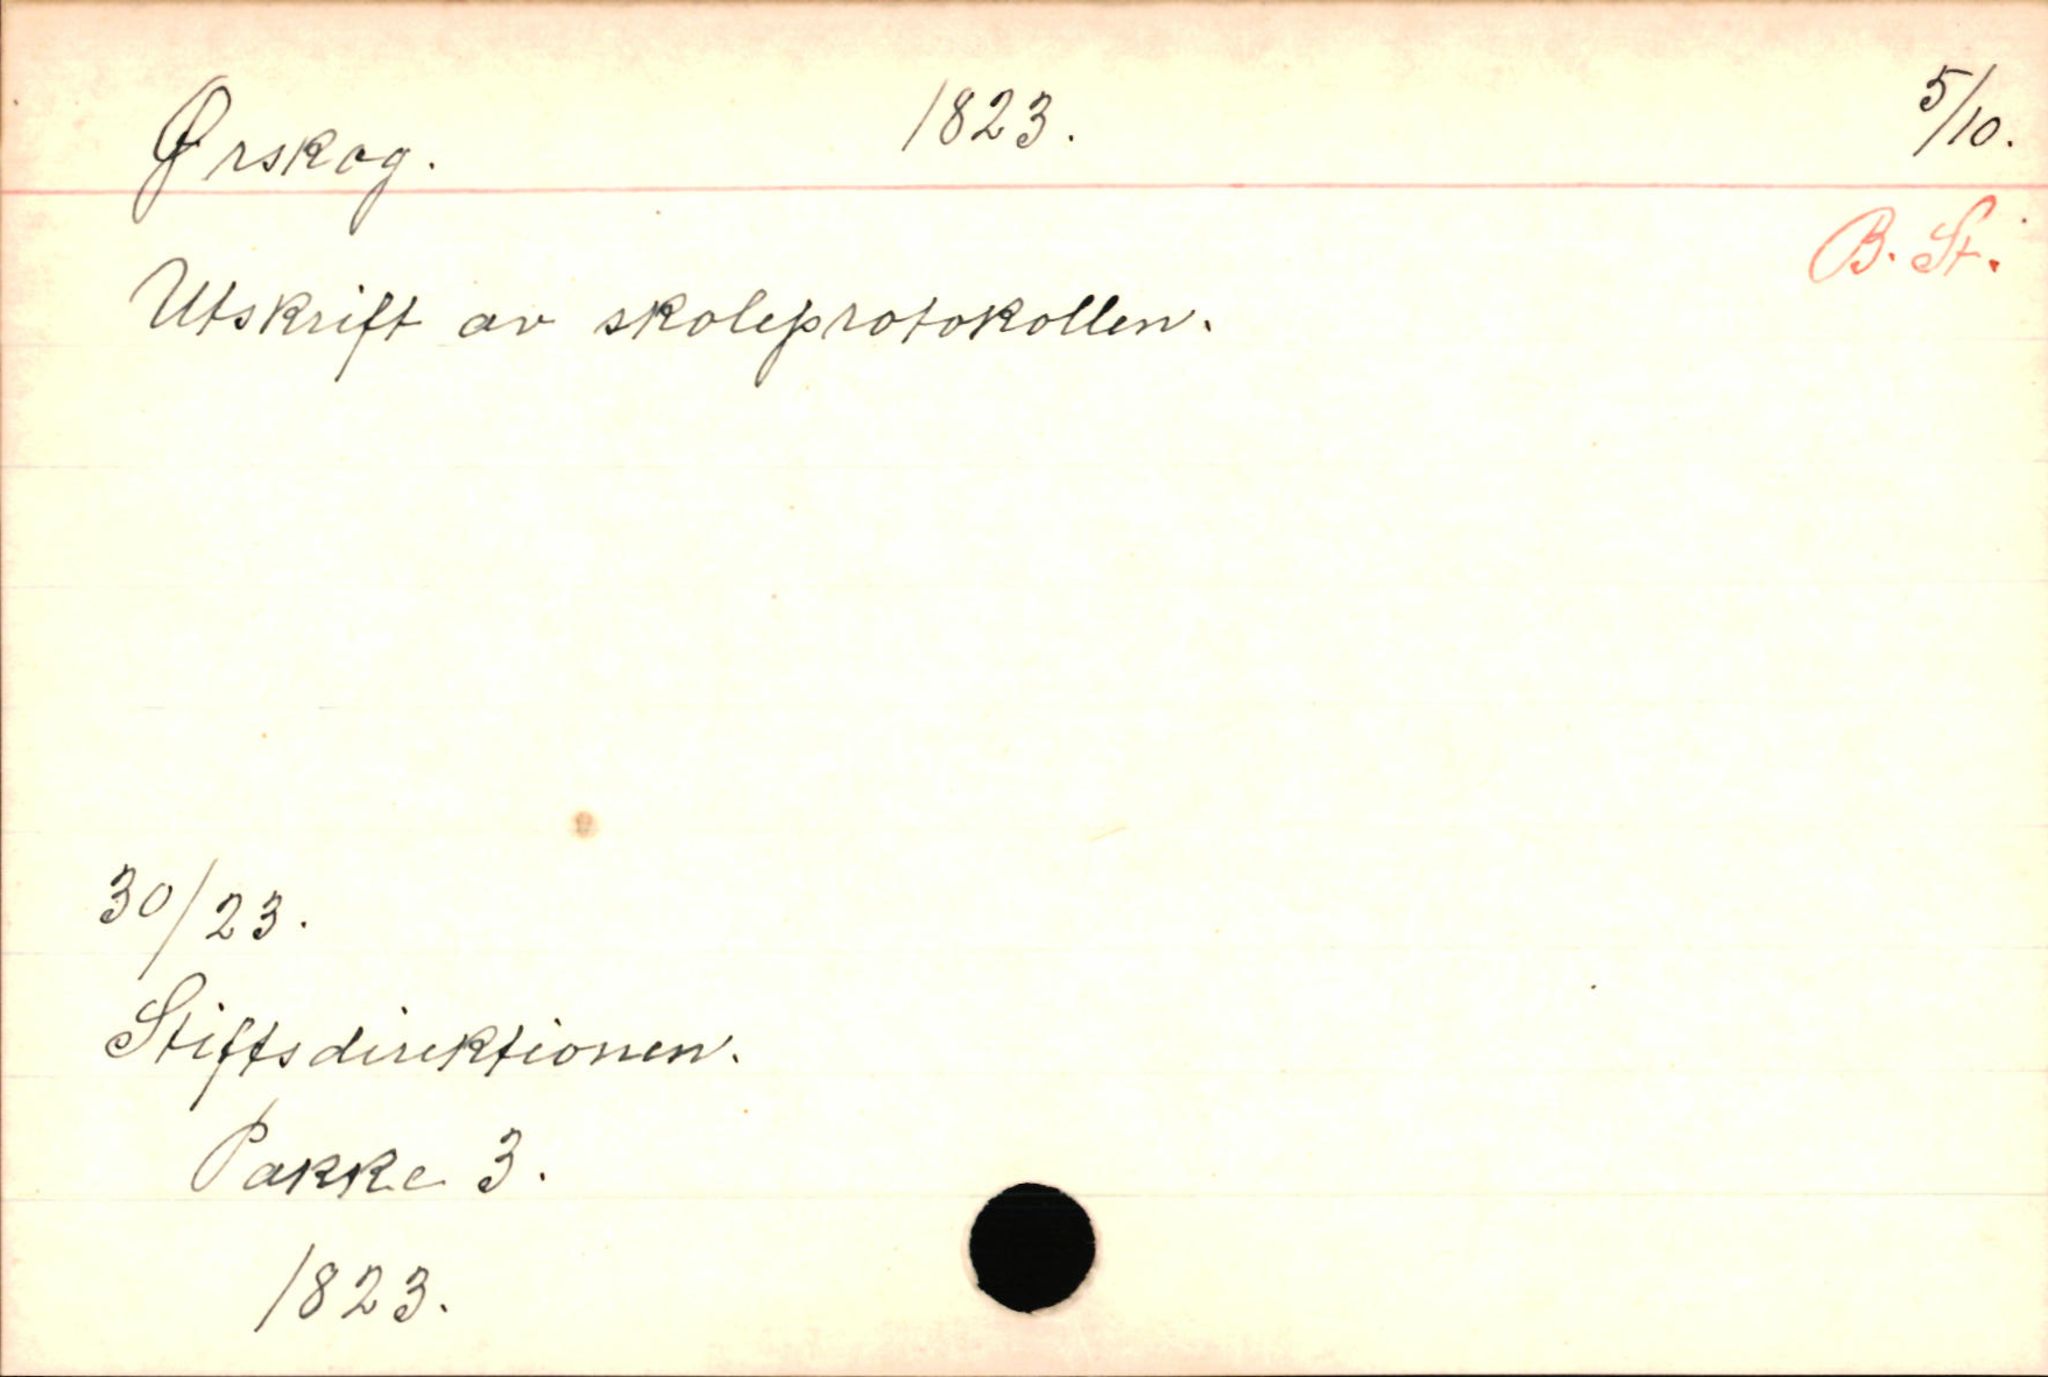 Ørskog. 1823. 5/10.
B. St.
Utskrift av skoleprotokollen.
30/23.
Stiftsdirektionen.
Pakke 3.
1823.